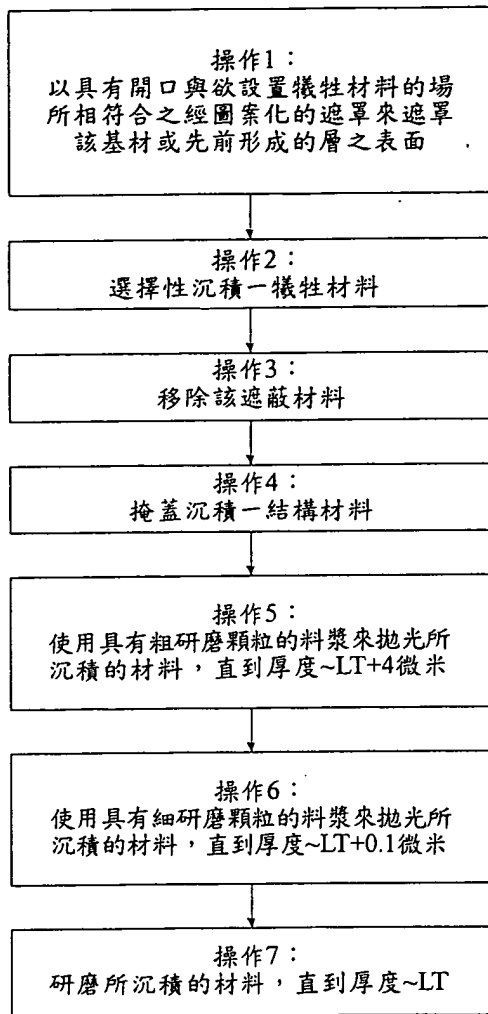 操作1：
以具有開口與欲設置犧牲材料的場
所相符合之經圖案化的遮罩來遮罩
該基材或先前形成的層之表面
操作2：
選擇性沉積一犧牲材料
操作3：
移除該遮蔽材料
操作4：
掩蓋沉積一結構材料
操作5：
使用具有粗研磨顆粒的料漿來拋光所
沉積的材料，直到厚度~LT+4微米
操作6：
使用具有細研磨顆粒的料漿來拋光所
沉積的材料，直到厚度~LT+0.1微米
操作7：
研磨所沉積的材料，直到厚度~LT